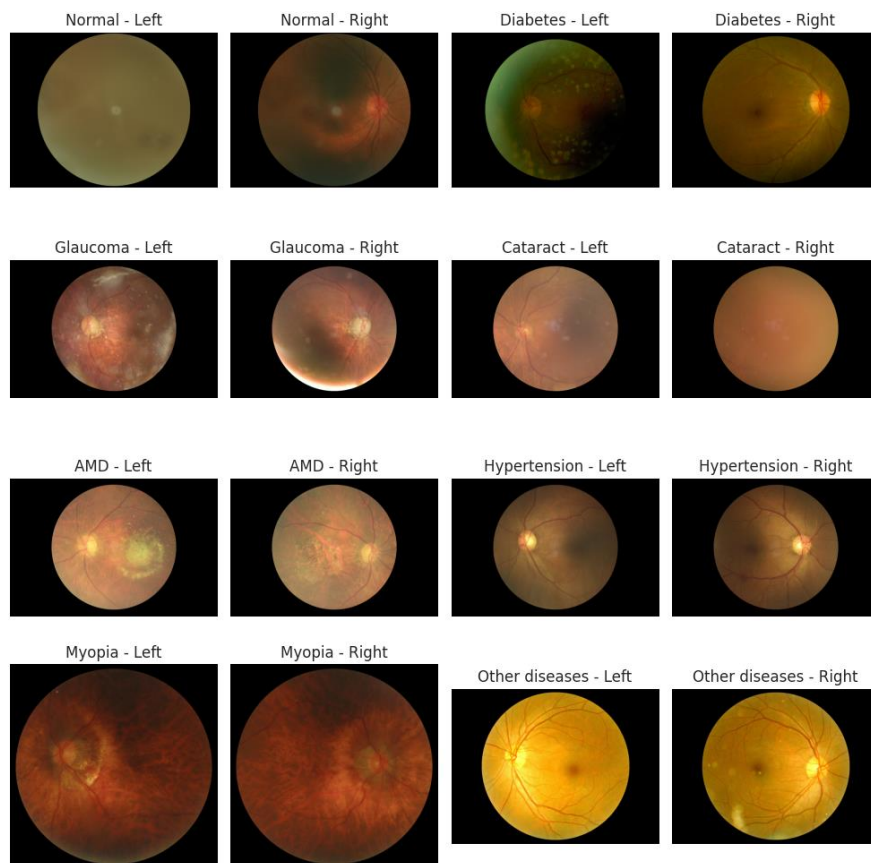 Normal - Left
Normal - Right
Diabetes - Left
Diabetes - Right
Glaucoma - Left
Glaucoma - Right
Cataract - Left
Cataract - Right
AMD - Left
AMD - Right
Hypertension - Left
Hypertension - Right
Myopia - Left
Myopia - Right
Other diseases - Left
Other diseases - Right